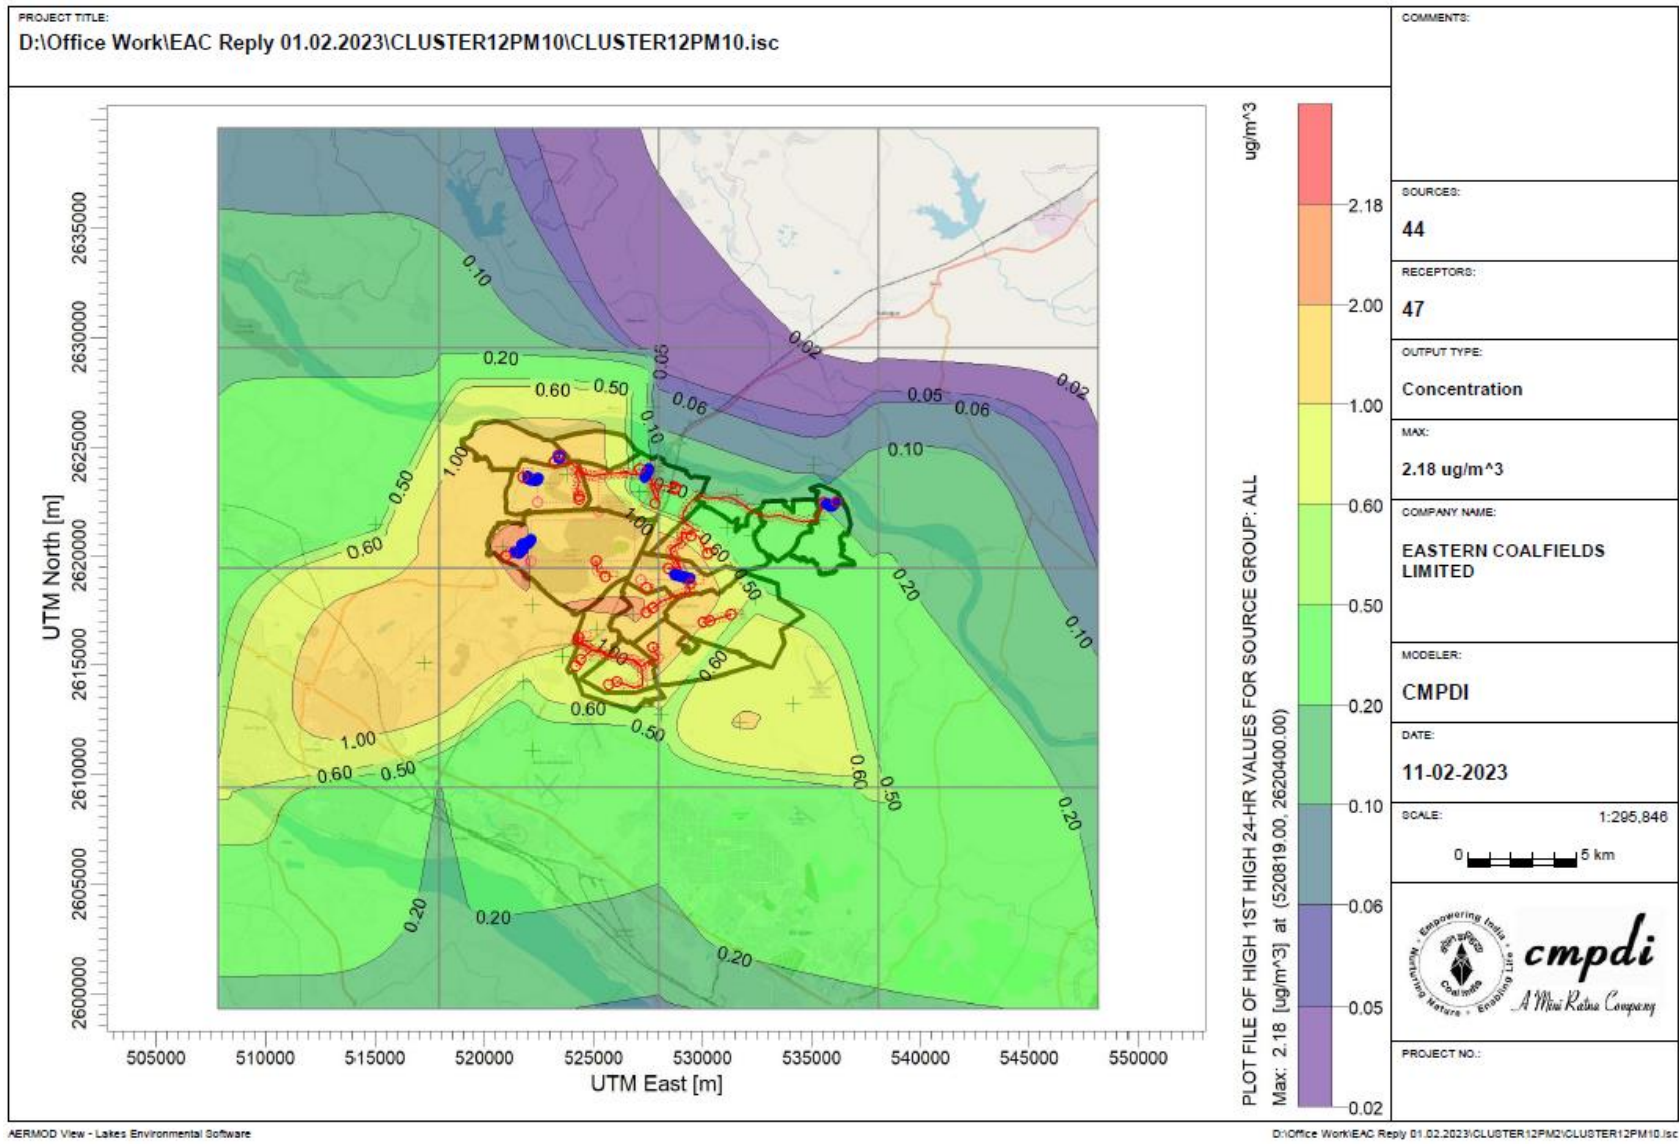 PROJECT TITLE:
D:\Office Work\EAC Reply 01.02.2023\CLUSTER12PM10\CLUSTER12PM10.isc
COMMENTS:
SOURCES:
44
RECEPTORS:
47
OUTPUT TYPE:
Concentration
MAX:
2.18 ug/m^3
COMPANY NAME:
EASTERN COALFIELDS
LIMITED
MODELER:
CMPDI
DATE:
11-02-2023
SCALE:
1:295,846
0
5 km
Empowering India
Enabling Life
Nurturing Nature
Coal India
cmpdi
A Mini Ratna Company
PROJECT NO.:
UTM North [m]
2635000
2630000
2625000
2620000
2615000
2610000
2605000
2600000
505000
510000
515000
520000
525000
530000
535000
540000
545000
550000
UTM East [m]
0.10
0.20
0.60
0.50
0.05
0.02
0.02
0.06
0.05
0.06
0.10
0.10
1.00
0.50
0.20
0.60
1.00
0.60
0.50
0.20
0.10
1.00
0.60
0.60
0.50
1.00
0.60
0.50
0.60
0.50
0.20
0.20
0.20
0.20
PLOT FILE OF HIGH 1ST HIGH 24-HR VALUES FOR SOURCE GROUP: ALL
ug/m^3
Max: 2.18 [ug/m^3] at (520819.00, 2620400.00)
2.18
2.00
1.00
0.60
0.50
0.20
0.10
0.06
0.05
0.02
AERMOD View - Lakes Environmental Software
D:\Office Work\EAC Reply 01.02.2023\CLUSTER12PM2\CLUSTER12PM10.isc